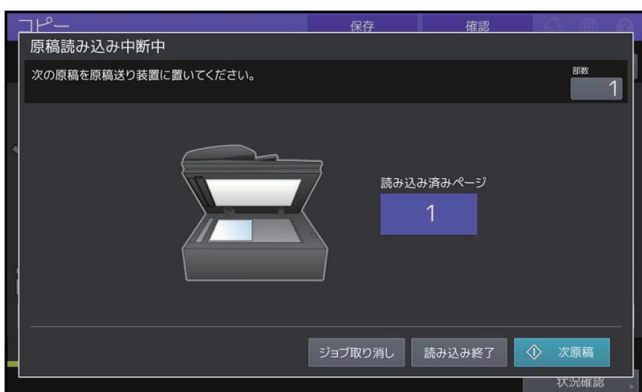 コピー
保存
確認
原稿読み込み中断中
次の原稿を原稿送り装置に置いてください。
部数
1
読み込み済みページ
1
ジョブ取り消し
読み込み終了
次原稿
状況確認